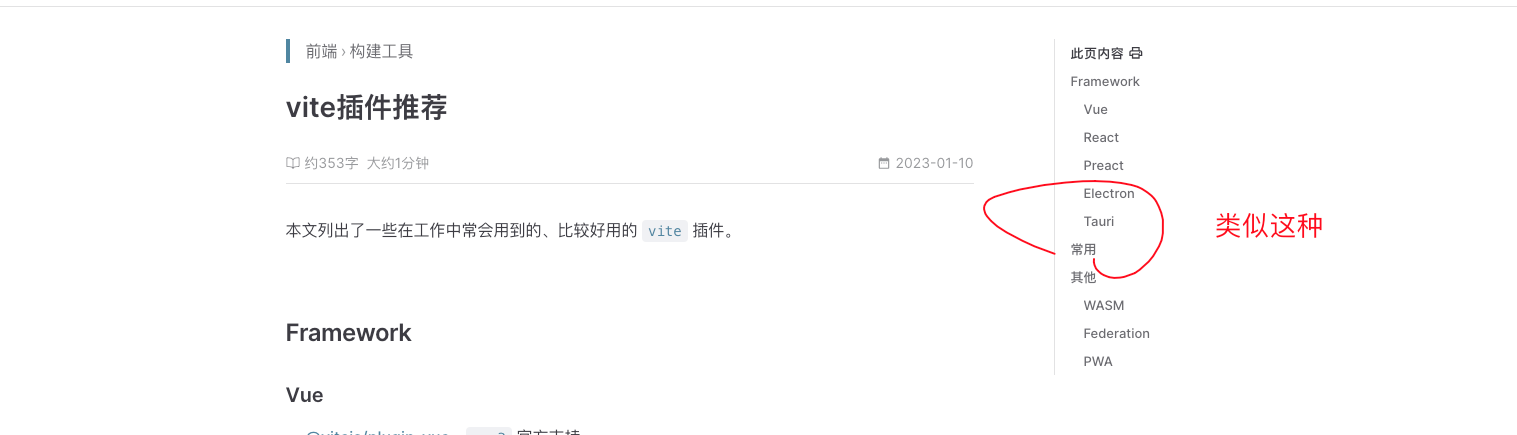 前端 › 构建工具
vite插件推荐
约353字 大约1分钟
2023-01-10
本文列出了一些在工作中常会用到的、比较好用的 vite 插件。
Framework
Vue
此页内容
Framework
Vue
React
Preact
Electron
Tauri
常用
其他
WASM
Federation
PWA
类似这种